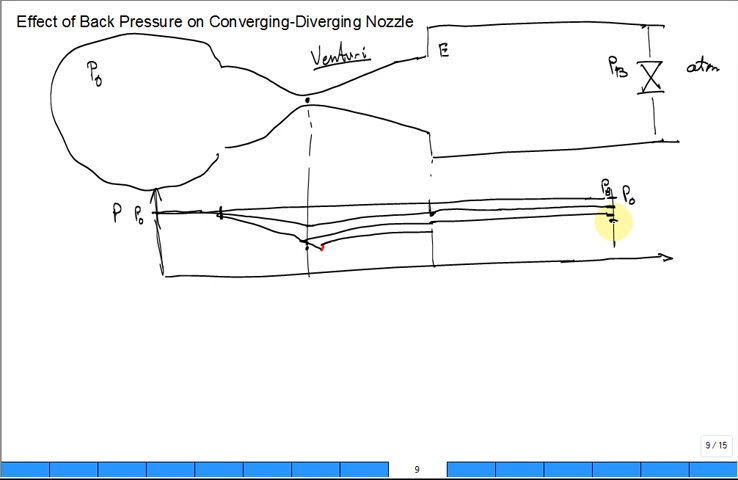 Effect of Back Pressure on Converging-Diverging Nozzle
Venturi
E
P0
PB
atm
PB
P0
P P0
9 / 15
9